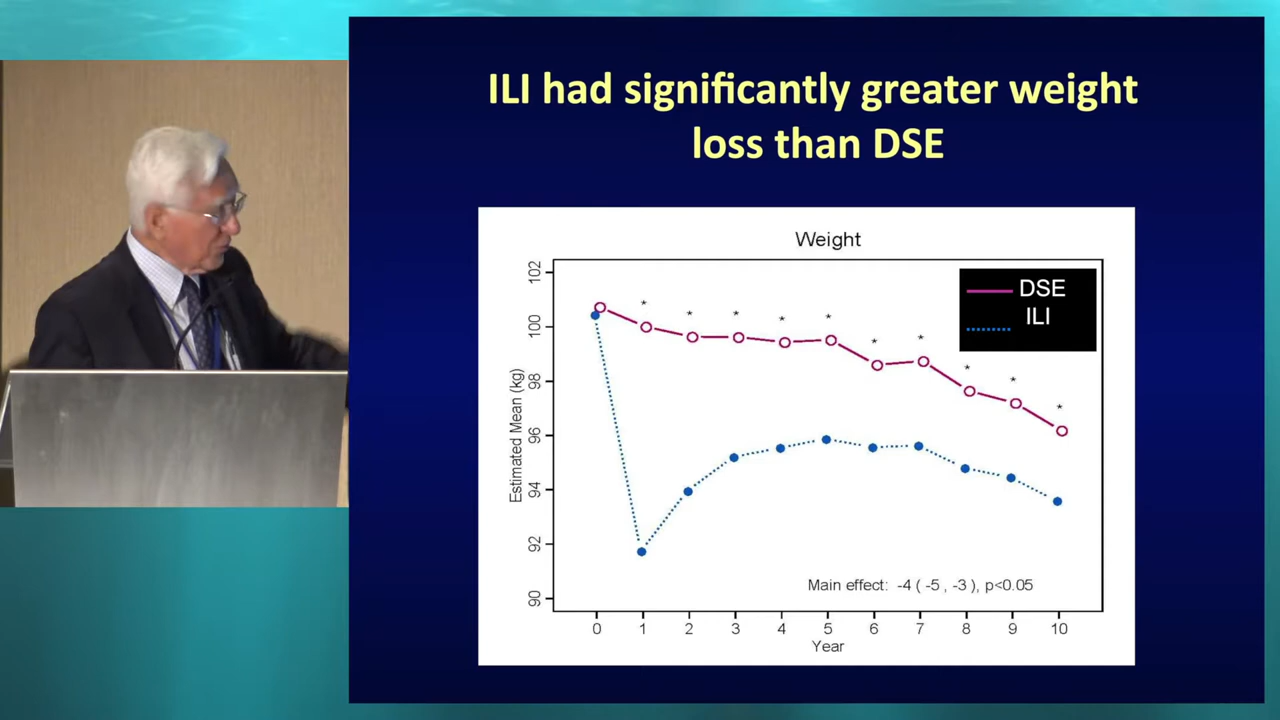 ILI had significantly greater weight
loss than DSE
Weight
DSE
ILI
Estimated Mean (kg)
102
100
98
96
94
92
90
* * * * * * * * * *
Main effect: -4 ( -5 , -3 ), p<0.05
0 1 2 3 4 5 6 7 8 9 10
Year